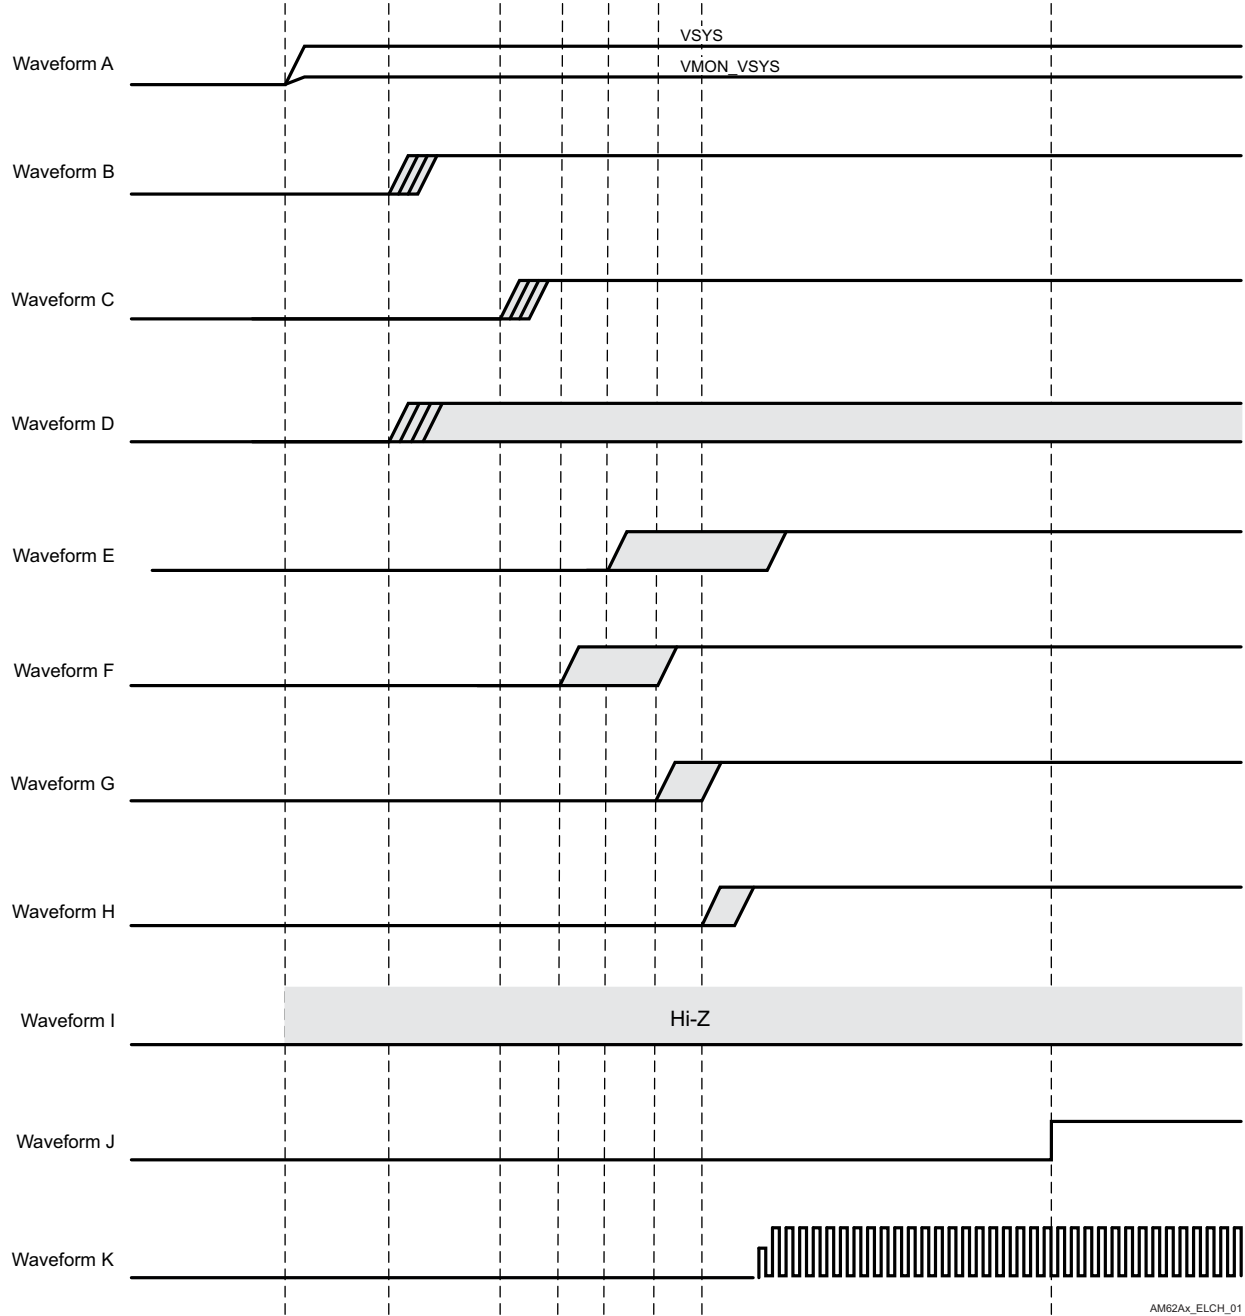 VSYS
Waveform A
VMON_VSYS
Waveform B
Waveform C
Waveform D
Waveform E
Waveform F
Waveform G
Waveform H
Waveform I
Hi-Z
Waveform J
Waveform K
AM62Ax_ELCH_01